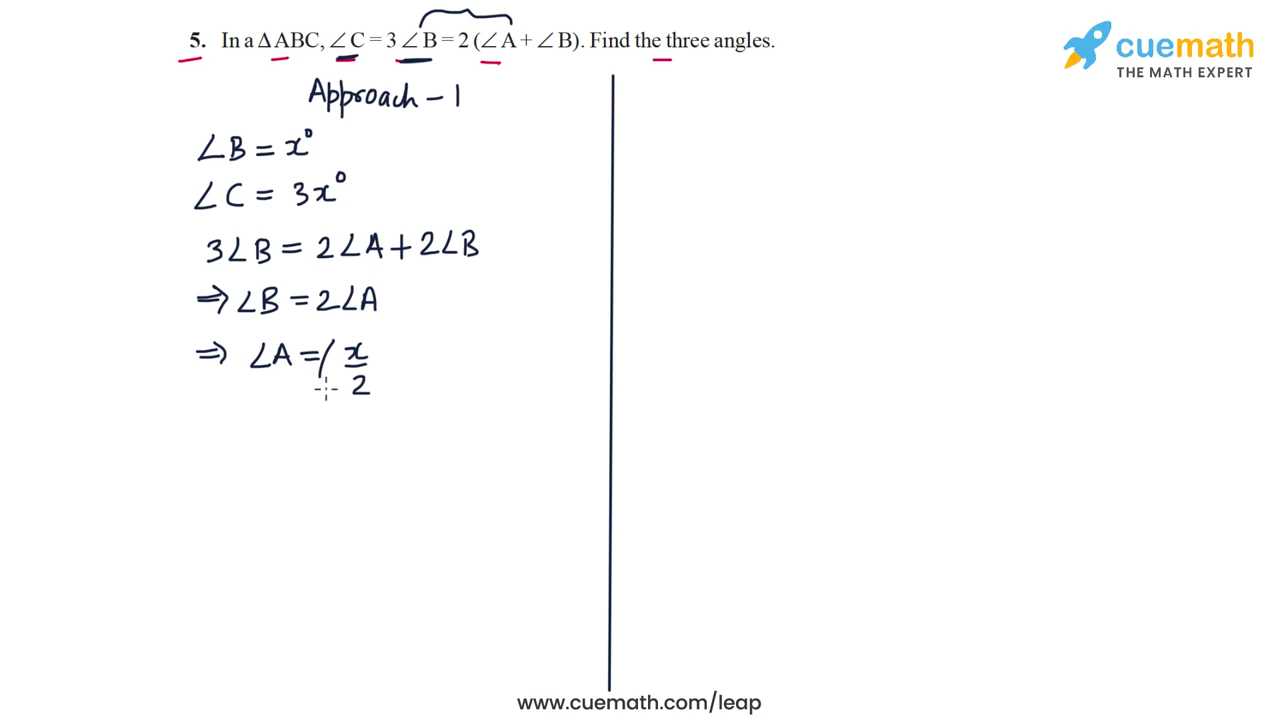 5. In a Δ ABC, ∠C = 3 ∠B = 2 (∠A + ∠B). Find the three angles.
cuemath
THE MATH EXPERT
Approach - 1
∠B = x°
∠C = 3x°
3∠B = 2∠A + 2∠B
⇒ ∠B = 2∠A
⇒ ∠A = ( x/2
www.cuemath.com/leap